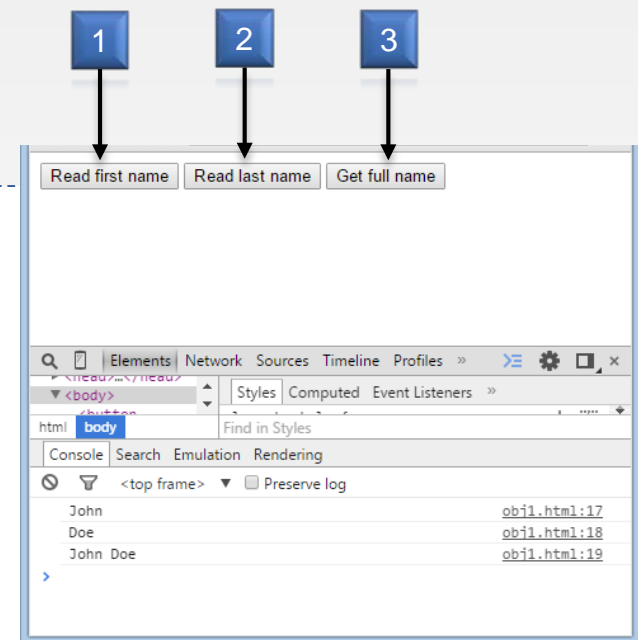 1 2 3
Read first name Read last name Get full name
Elements Network Sources Timeline Profiles »
<body> Styles Computed Event Listeners »
html body Find in Styles
Console Search Emulation Rendering
<top frame> ▼ Preserve log
John obj1.html:17
Doe obj1.html:18
John Doe obj1.html:19
>